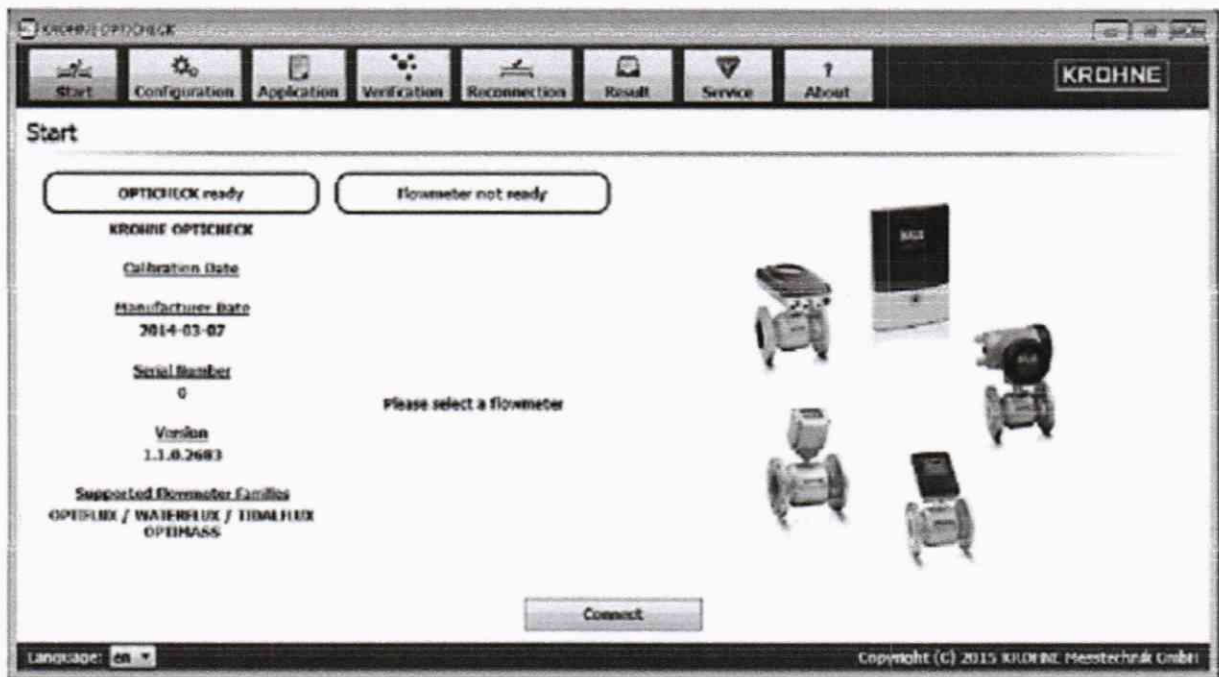 KROHNE OPTICHECK
Start
Configuration
Application
Verification
Reconnection
Result
Service
?
About
KROHNE
Start
OPTICHECK ready
Flowmeter not ready
KROHNE OPTICHECK
Calibration Date
Manufacturer Date
2014-03-07
Serial Number
0
Please select a flowmeter
Version
1.1.0.2683
Supported Flowmeter Families
OPTIFLUX / WATERFLUX / TIDALFLUX
OPTIMASS
Connect
Language: en
Copyright (C) 2015 KROHNE Messtechnik GmbH